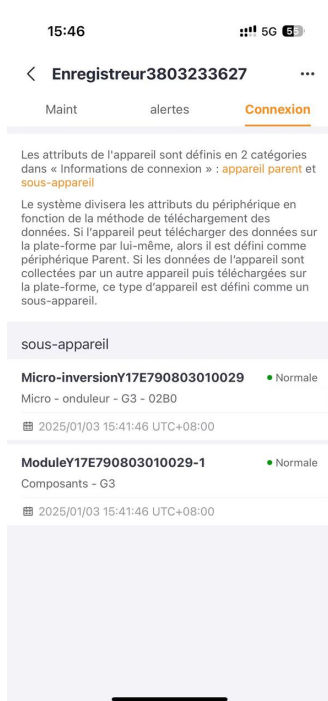 15:46
5G 55
Enregistreur3803233627
Maint alertes Connexion
Les attributs de l'appareil sont définis en 2 catégories
dans « Informations de connexion » : appareil parent et
sous-appareil
Le système divisera les attributs du périphérique en
fonction de la méthode de téléchargement des
données. Si l'appareil peut télécharger des données sur
la plate-forme par lui-même, alors il est défini comme
périphérique Parent. Si les données de l'appareil sont
collectées par un autre appareil puis téléchargées sur
la plate-forme, ce type d'appareil est défini comme un
sous-appareil.
sous-appareil
Micro-inversionY17E790803010029 Normale
Micro - onduleur - G3 - 02B0
2025/01/03 15:41:46 UTC+08:00
ModuleY17E790803010029-1 Normale
Composants - G3
2025/01/03 15:41:46 UTC+08:00